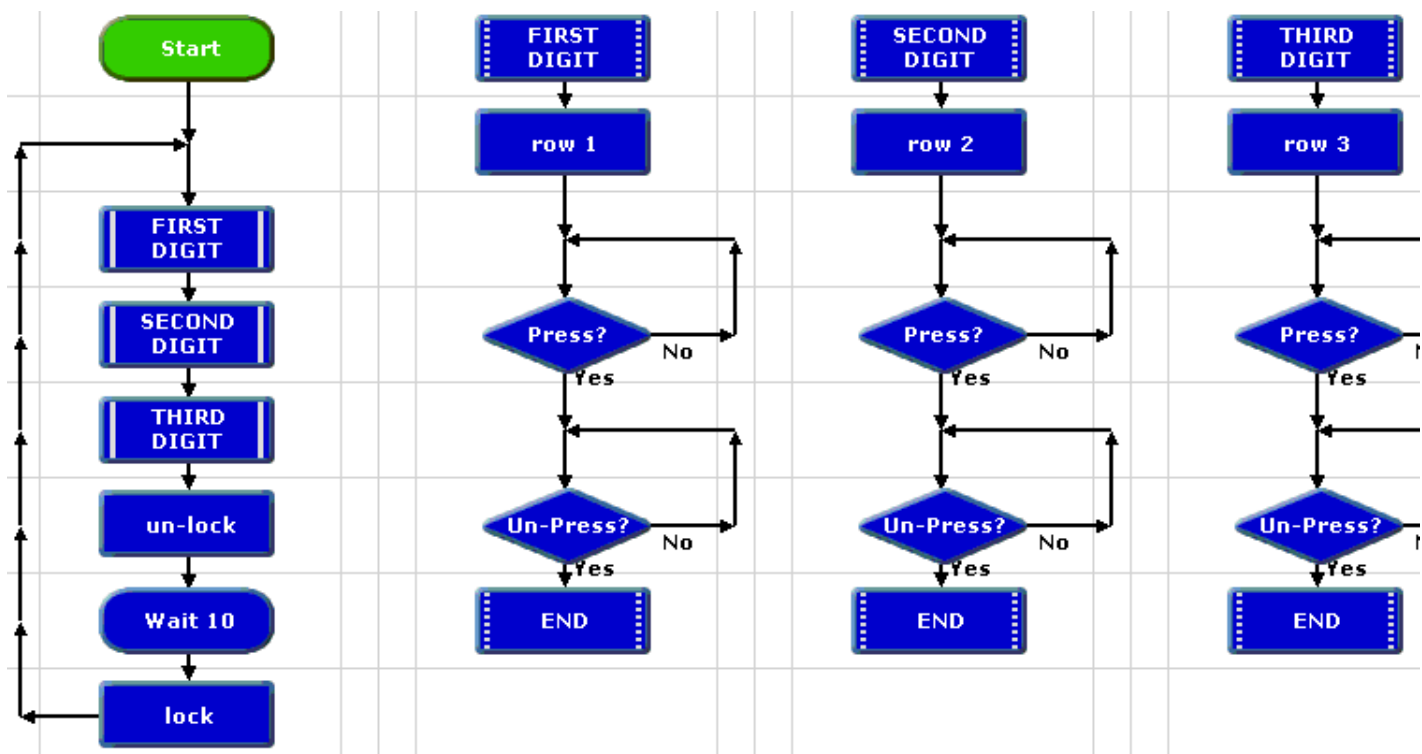 Start
FIRST
DIGIT
SECOND
DIGIT
THIRD
DIGIT
un-lock
Wait 10
lock
FIRST
DIGIT
row 1
Press?
No
Yes
Un-Press?
No
Yes
END
SECOND
DIGIT
row 2
Press?
No
Yes
Un-Press?
No
Yes
END
THIRD
DIGIT
row 3
Press?
Yes
Un-Press?
Yes
END